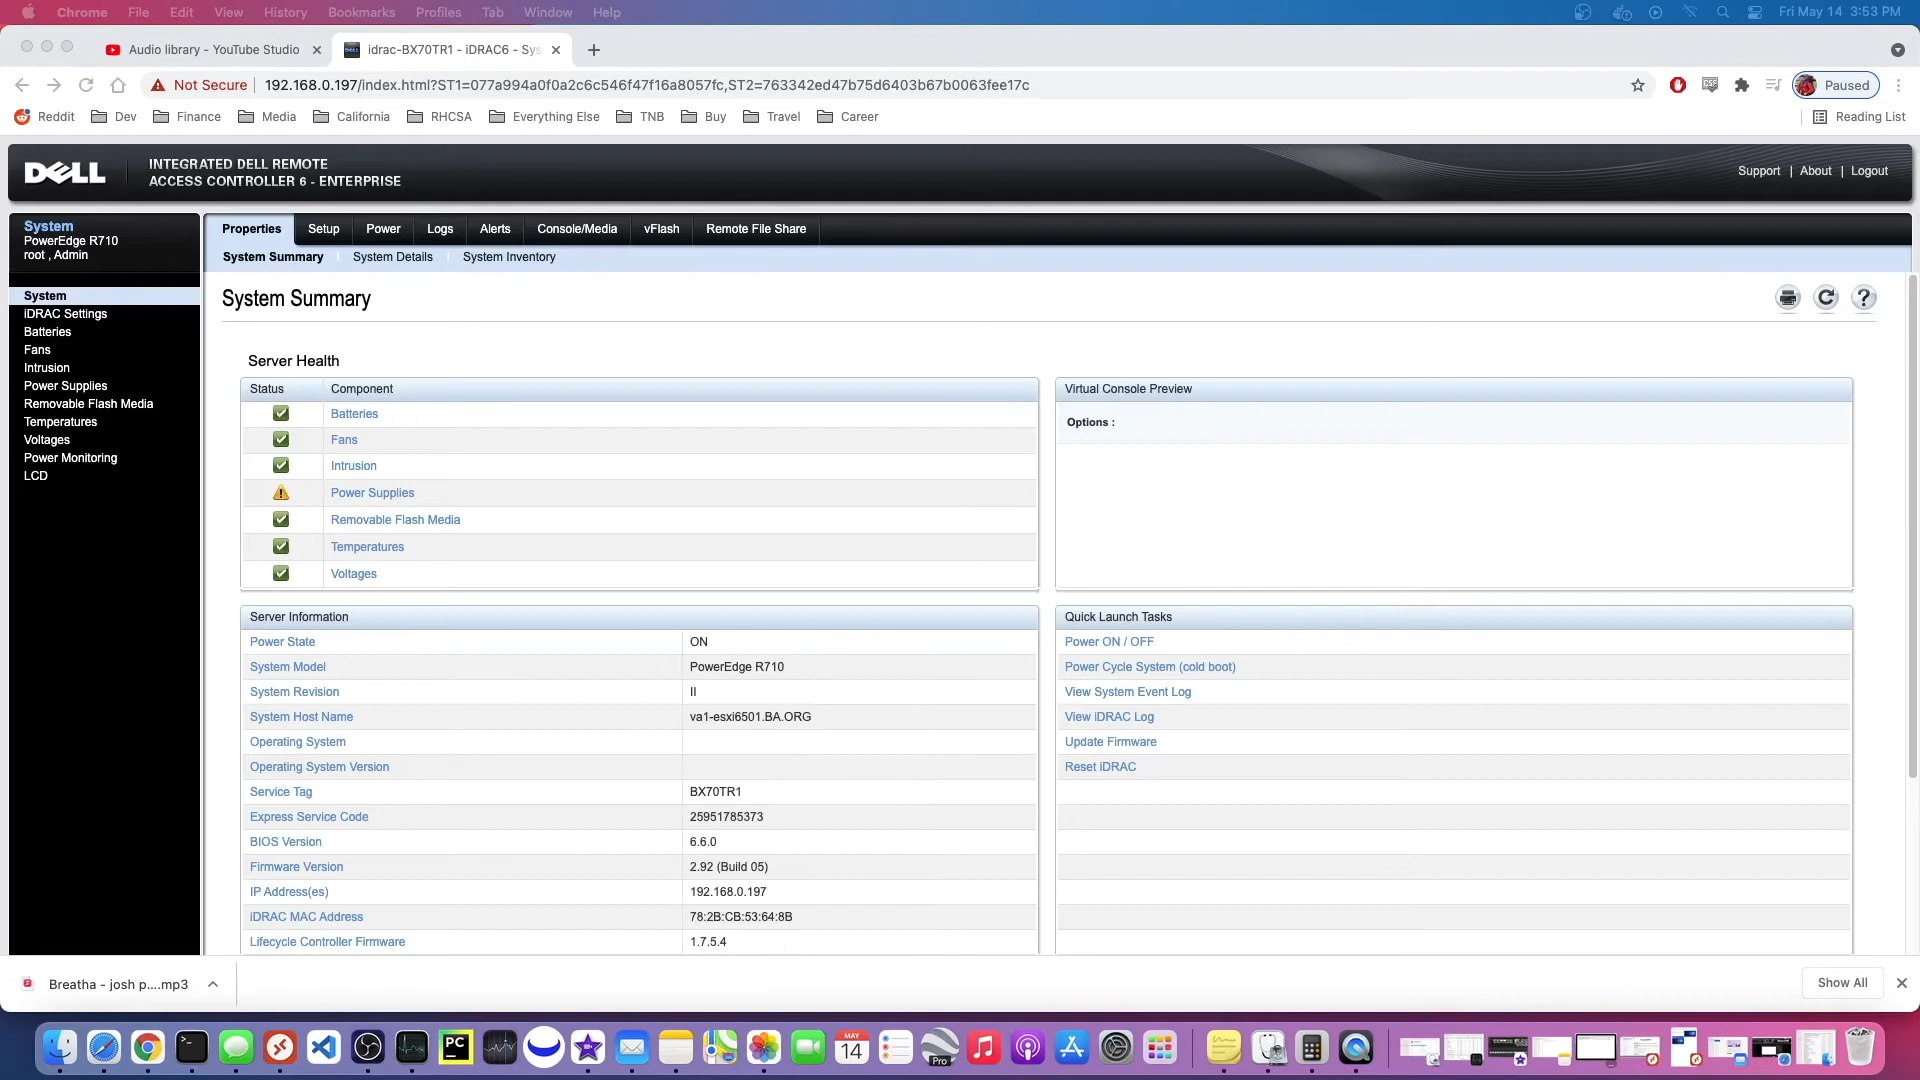 Chrome File Edit View History Bookmarks Profiles Tab Window Help
Fri May 14 3:53 PM
Audio library - YouTube Studio
idrac-BX70TR1 - iDRAC6 - Sys
Not Secure
192.168.0.197/index.html?ST1=077a994a0f0a2c6c546f47f16a8057fc,ST2=763342ed47b75d6403b67b0063fee17c
Paused
Reddit Dev Finance Media California RHCSA Everything Else TNB Buy Travel Career
Reading List
DELL
INTEGRATED DELL REMOTE
ACCESS CONTROLLER 6 - ENTERPRISE
Support | About | Logout
System
PowerEdge R710
root , Admin
System
iDRAC Settings
Batteries
Fans
Intrusion
Power Supplies
Removable Flash Media
Temperatures
Voltages
Power Monitoring
LCD
Properties Setup Power Logs Alerts Console/Media vFlash Remote File Share
System Summary System Details System Inventory
System Summary
Server Health
Status Component
Batteries
Fans
Intrusion
Power Supplies
Removable Flash Media
Temperatures
Voltages
Virtual Console Preview
Options :
Server Information
Power State ON
System Model PowerEdge R710
System Revision II
System Host Name va1-esxi6501.BA.ORG
Operating System
Operating System Version
Service Tag BX70TR1
Express Service Code 25951785373
BIOS Version 6.6.0
Firmware Version 2.92 (Build 05)
IP Address(es) 192.168.0.197
iDRAC MAC Address 78:2B:CB:53:64:8B
Lifecycle Controller Firmware 1.7.5.4
Quick Launch Tasks
Power ON / OFF
Power Cycle System (cold boot)
View System Event Log
View iDRAC Log
Update Firmware
Reset iDRAC
Breatha - josh p....mp3
Show All
PC
MAY
14
Pro